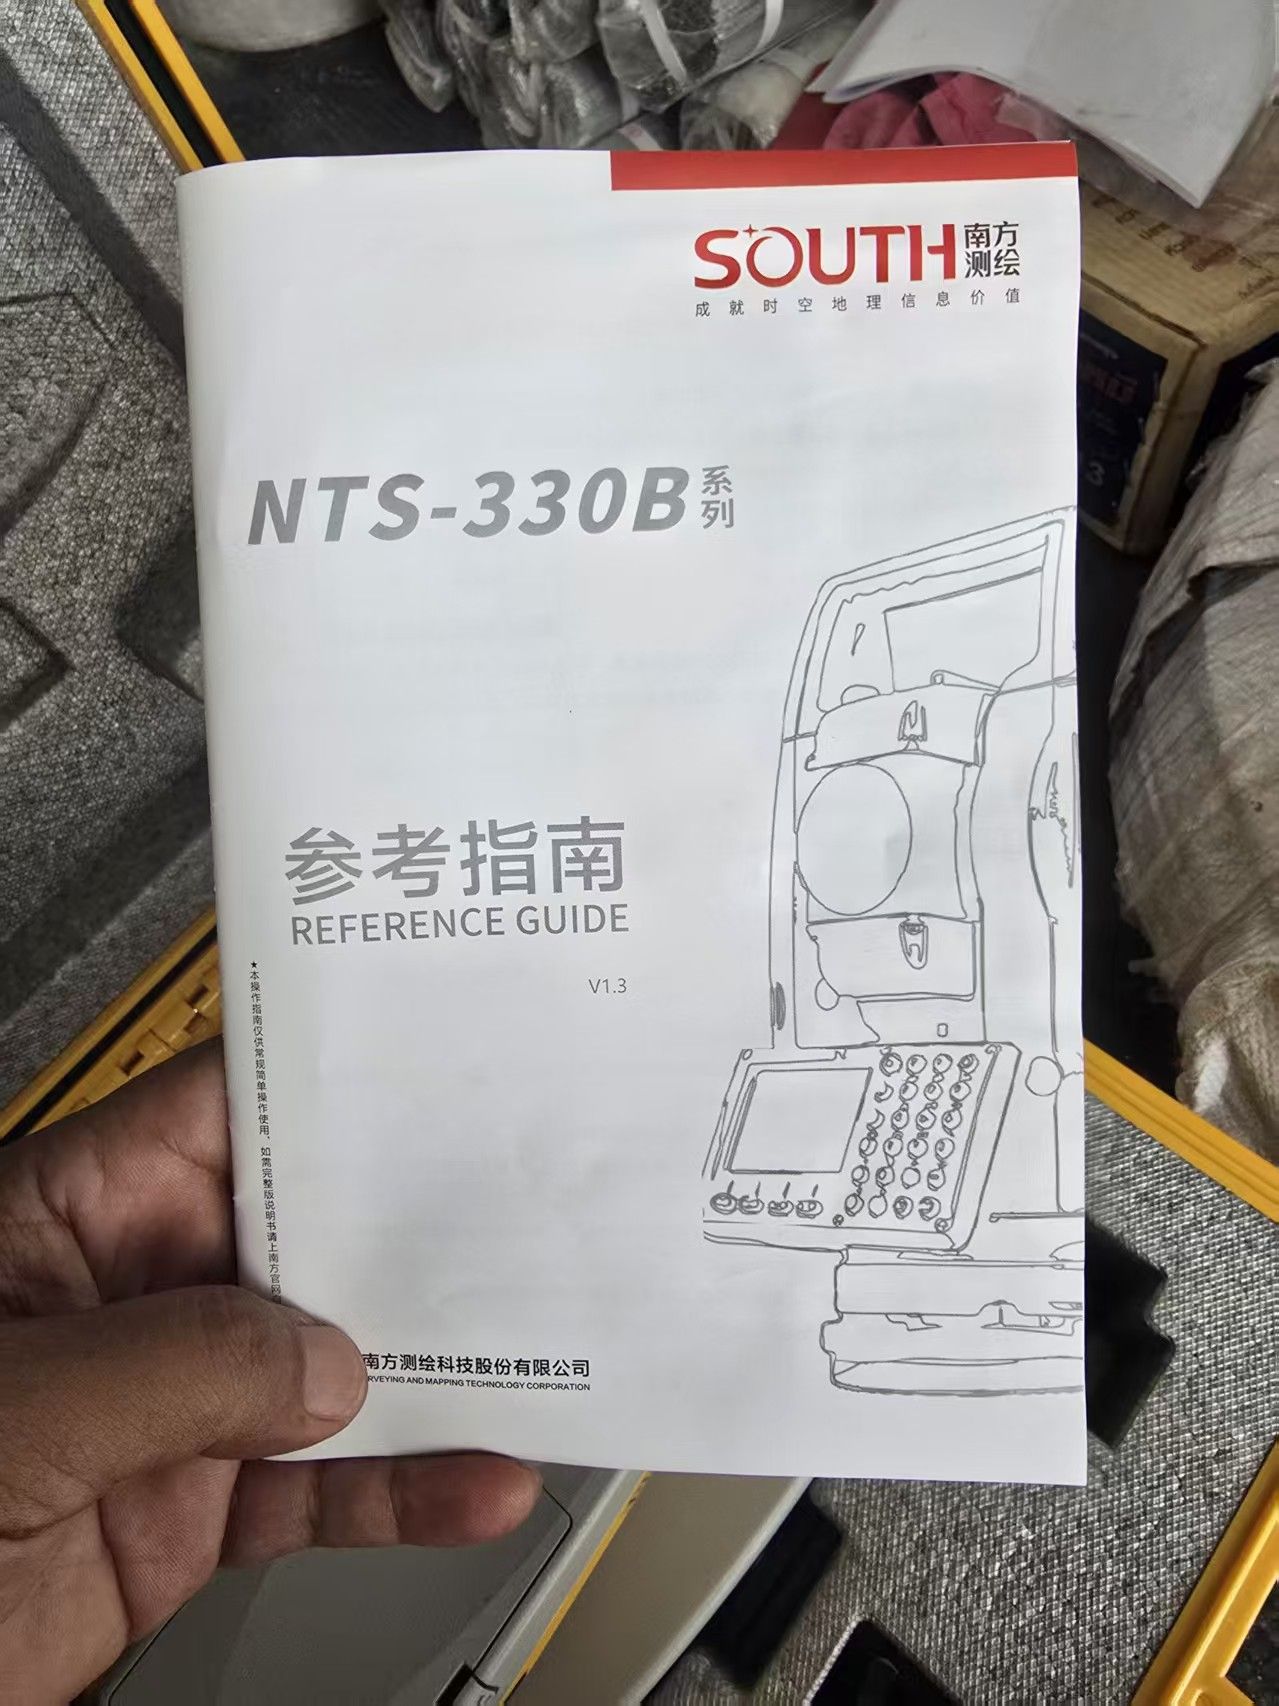 SOUTH 南方测绘
成就时空地理信息价值
NTS-330B 系列
参考指南
REFERENCE GUIDE
V1.3
★本操作指南仅供常规简单操作使用，如需完整版说明书请上南方官网
南方测绘科技股份有限公司
MAPPING TECHNOLOGY CORPORATION